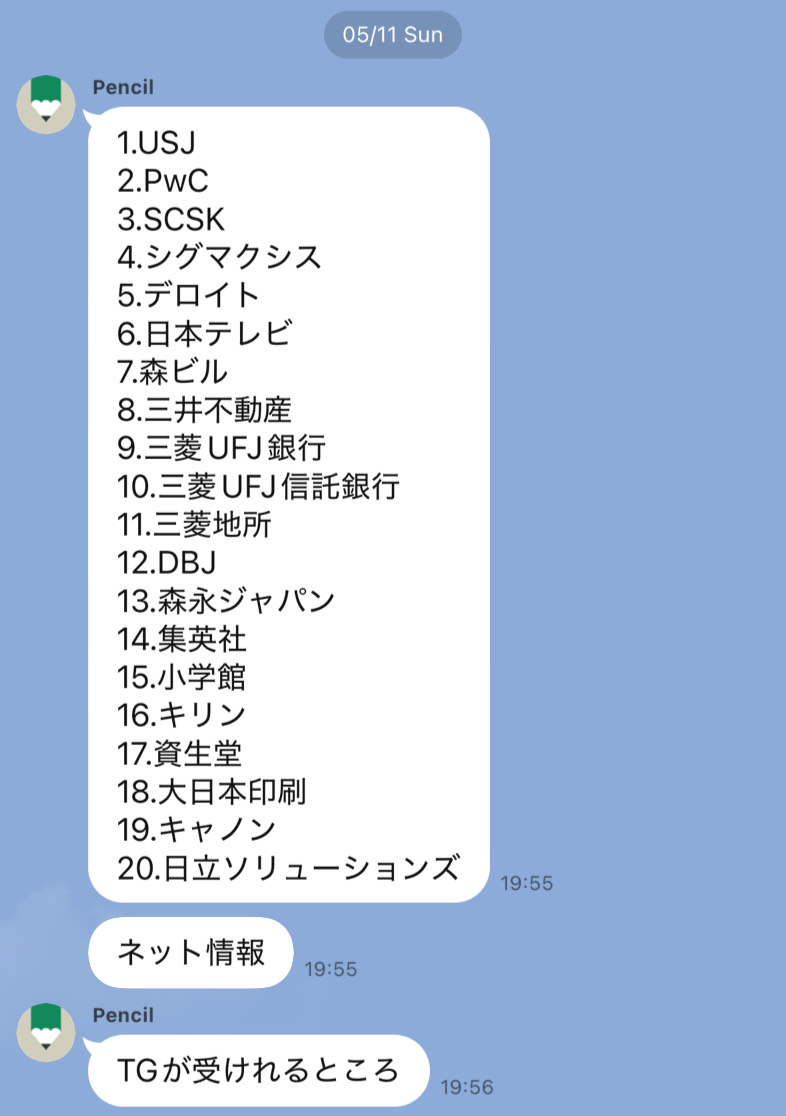 05/11 Sun
Pencil
1.USJ
2.PwC
3.SCSK
4.シグマクシス
5.デロイト
6.日本テレビ
7.森ビル
8.三井不動産
9.三菱UFJ銀行
10.三菱UFJ信託銀行
11.三菱地所
12.DBJ
13.森永ジャパン
14.集英社
15.小学館
16.キリン
17.資生堂
18.大日本印刷
19.キャノン
20.日立ソリューションズ
19:55
ネット情報
19:55
Pencil
TGが受けれるところ
19:56